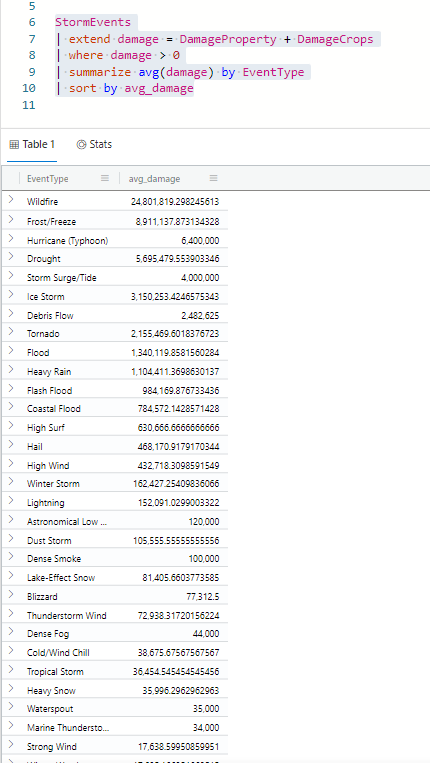 5
6 StormEvents
7 | extend damage = DamageProperty + DamageCrops
8 | where damage > 0
9 | summarize avg(damage) by EventType
10 | sort by avg_damage
11
Table 1 Stats
EventType avg_damage
Wildfire 24,801,819.298245613
Frost/Freeze 8,911,137.873134328
Hurricane (Typhoon) 6,400,000
Drought 5,695,479.553903346
Storm Surge/Tide 4,000,000
Ice Storm 3,150,253.4246575343
Debris Flow 2,482,625
Tornado 2,155,469.6018376723
Flood 1,340,119.8581560284
Heavy Rain 1,104,411.3698630137
Flash Flood 984,169.876733436
Coastal Flood 784,572.1428571428
High Surf 630,666.6666666666
Hail 468,170.9179170344
High Wind 432,718.3098591549
Winter Storm 162,427.25409836066
Lightning 152,091.0299003322
Astronomical Low ... 120,000
Dust Storm 105,555.55555555556
Dense Smoke 100,000
Lake-Effect Snow 81,405.6603773585
Blizzard 77,312.5
Thunderstorm Wind 72,938.31720156224
Dense Fog 44,000
Cold/Wind Chill 38,675.67567567567
Tropical Storm 36,454.545454545456
Heavy Snow 35,996.2962962963
Waterspout 35,000
Marine Thundersto... 34,000
Strong Wind 17,638.59950859951